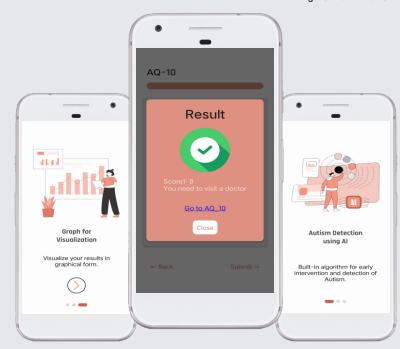 AQ-10
Result
Score1- 8
You need to visit a doctor
Go to AQ_10
Close
← Back
Submit →
Graph for
Visualization
Visualize your results in
graphical form.
Autism Detection
using AI
Built-In algorithm for early
intervention and detection of
Autism.
AI